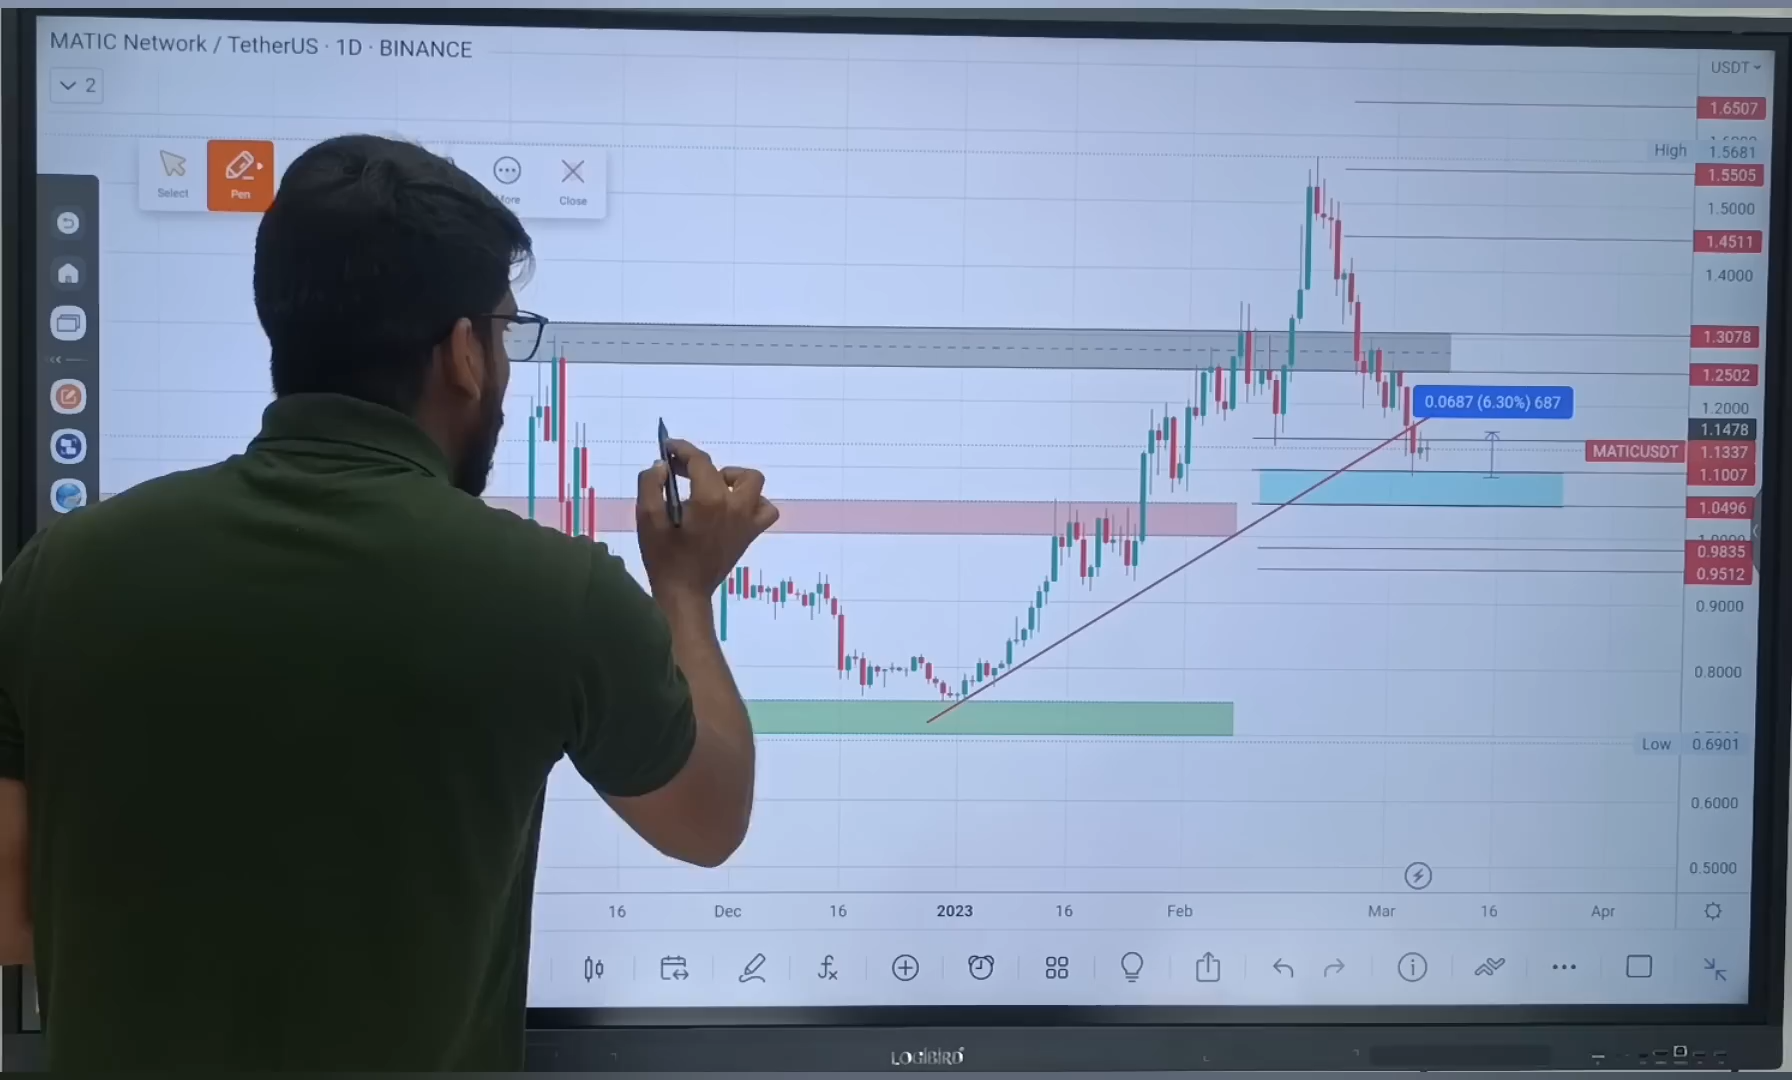 MATIC Network / TetherUS · 1D · BINANCE
2
USDT
Select
Pen
More
Close
1.6507
High 1.5681
1.5505
1.5000
1.4511
1.4000
1.3078
1.2502
0.0687 (6.30%) 687
1.2000
1.1478
MATICUSDT 1.1337
1.1007
1.0496
0.9835
0.9512
0.9000
0.8000
Low 0.6901
0.6000
0.5000
16 Dec 16 2023 16 Feb Mar 16 Apr
LOGIBIRD